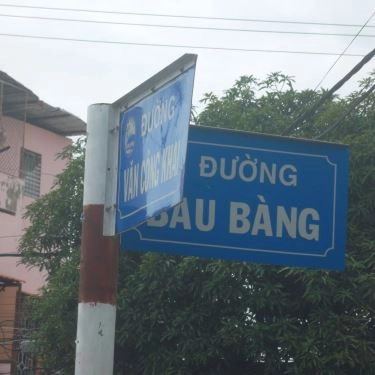 ĐƯỜNG
VĂN CÔNG KHAI
ĐƯỜNG
BÀU BÀNG